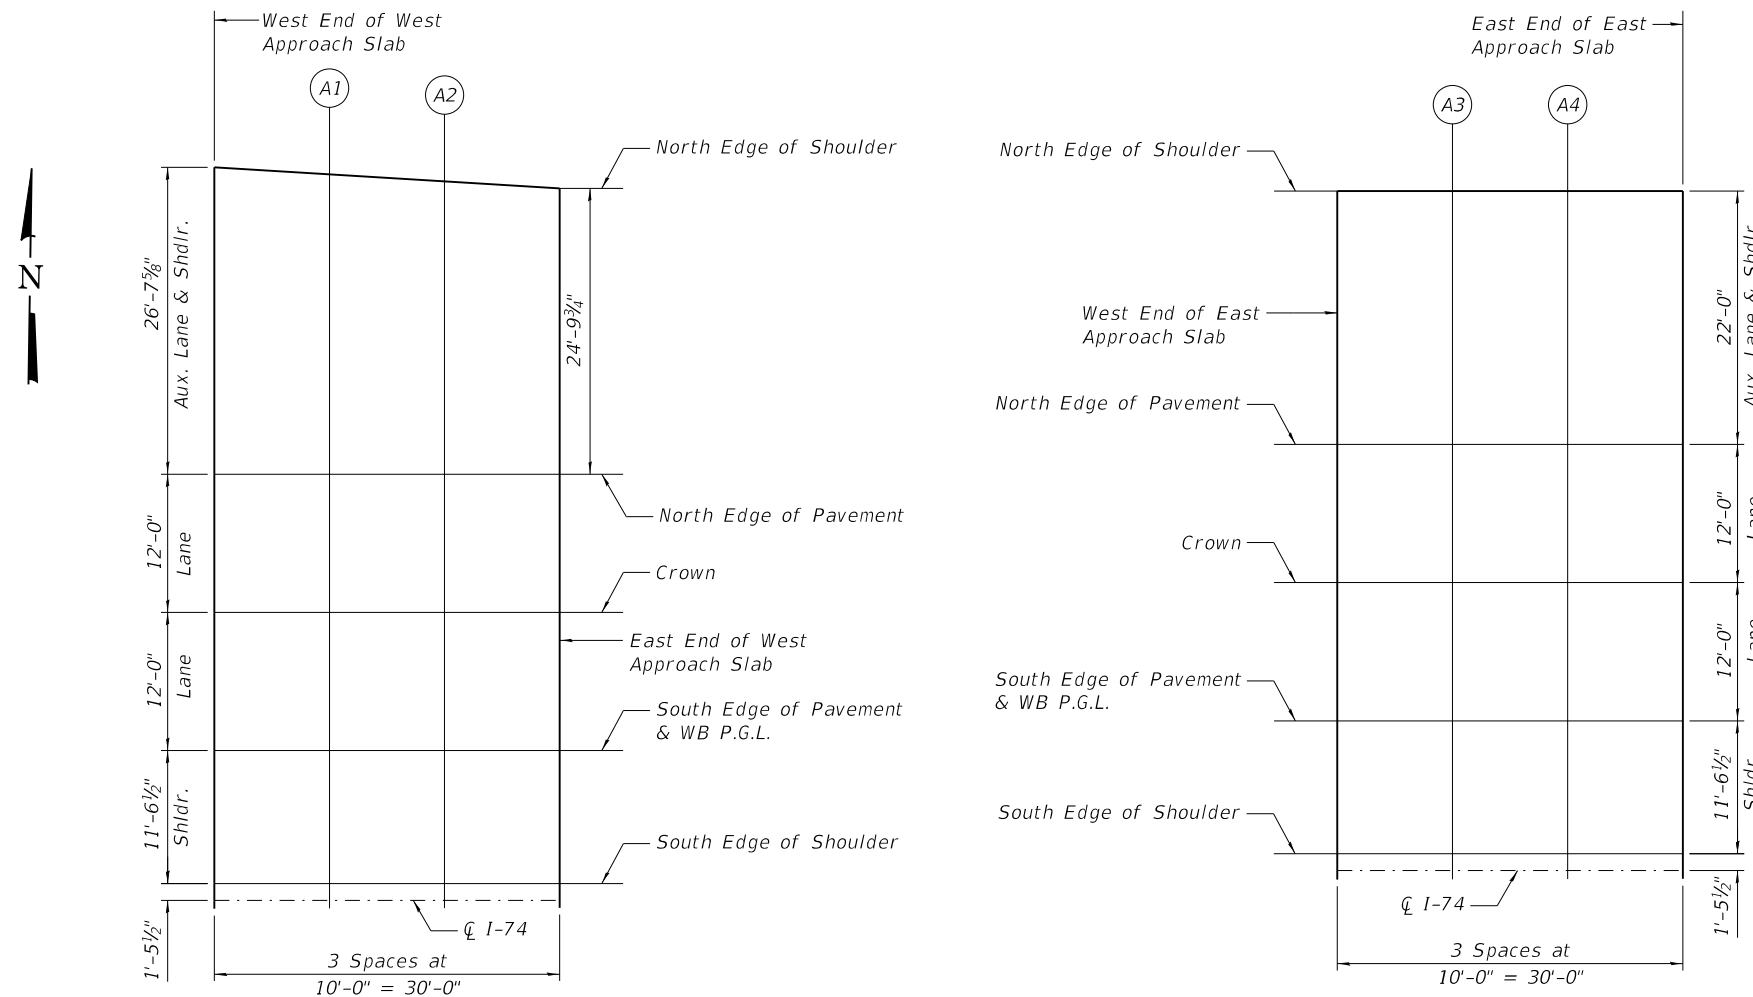 West End of West
Approach Slab
A1
A2
North Edge of Shoulder
N
26'-7⅝"
Aux. Lane & Shdlr.
24'-9¾"
North Edge of Pavement
12'-0"
Lane
Crown
East End of West
Approach Slab
12'-0"
Lane
South Edge of Pavement
& WB P.G.L.
11'-6½"
Shldr.
South Edge of Shoulder
℄ I-74
1'-5½"
3 Spaces at
10'-0" = 30'-0"
East End of East
Approach Slab
A3
A4
North Edge of Shoulder
West End of East
Approach Slab
22'-0"
Aux. Lane & Shdlr.
North Edge of Pavement
12'-0"
Lane
Crown
12'-0"
Lane
South Edge of Pavement
& WB P.G.L.
11'-6½"
Shldr.
South Edge of Shoulder
℄ I-74
1'-5½"
3 Spaces at
10'-0" = 30'-0"